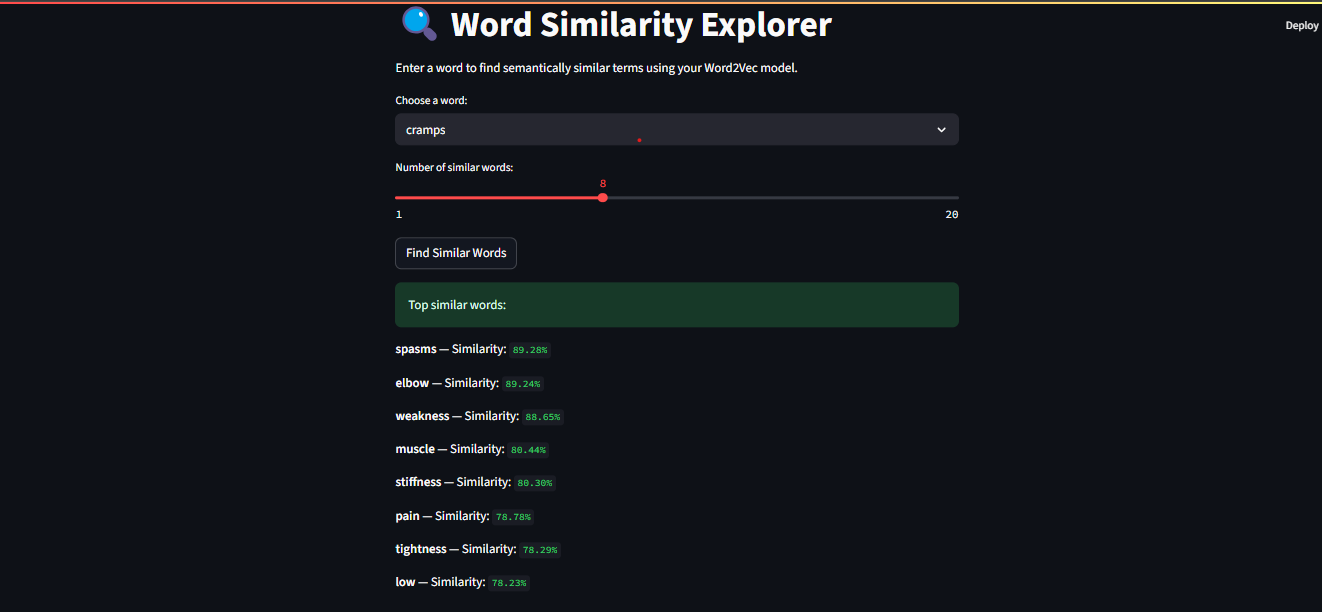 Word Similarity Explorer
Deploy
Enter a word to find semantically similar terms using your Word2Vec model.
Choose a word:
cramps
Number of similar words:
8
1 20
Find Similar Words
Top similar words:
spasms — Similarity: 89.28%
elbow — Similarity: 89.24%
weakness — Similarity: 88.65%
muscle — Similarity: 80.44%
stiffness — Similarity: 80.30%
pain — Similarity: 78.78%
tightness — Similarity: 78.29%
low — Similarity: 78.23%